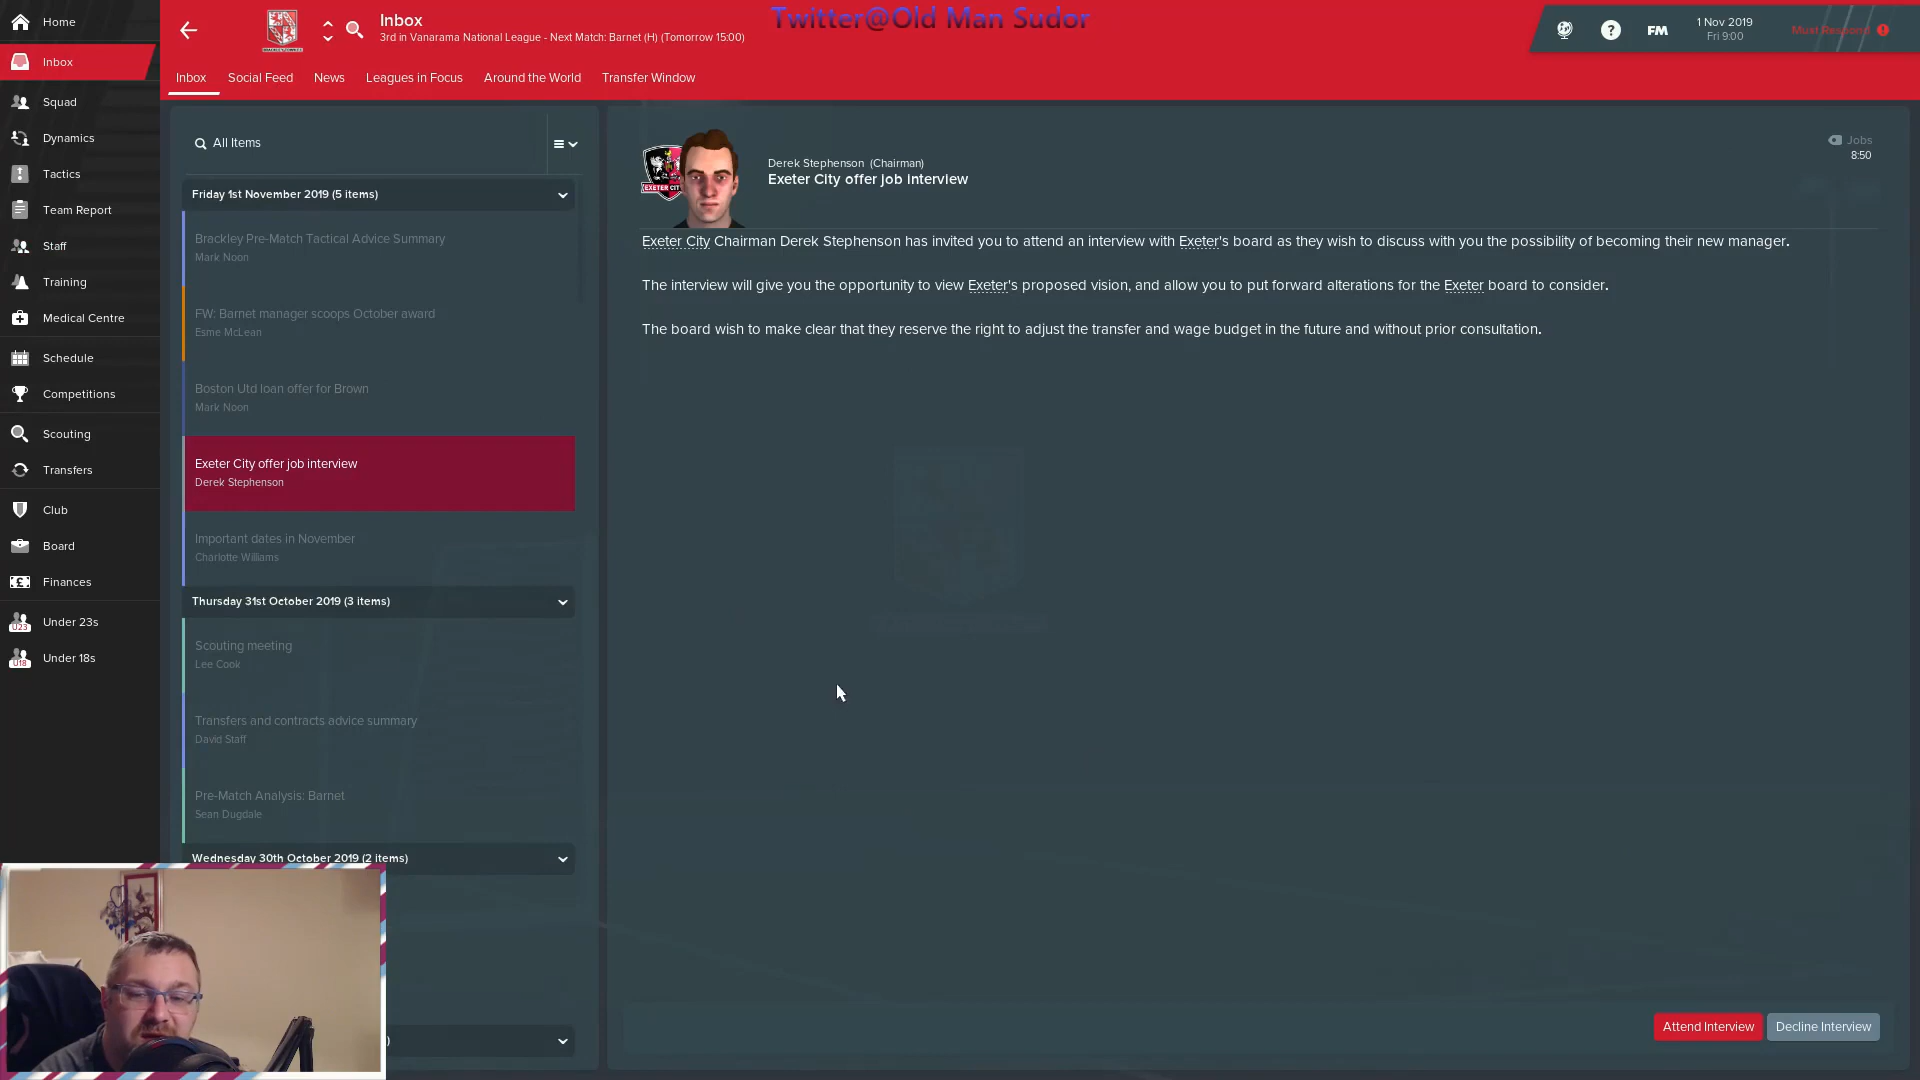 Home
Inbox
Squad
Dynamics
Tactics
Team Report
Staff
Training
Medical Centre
Schedule
Competitions
Scouting
Transfers
Club
Board
Finances
U23 Under 23s
U18 Under 18s
Inbox
3rd in Vanarama National League - Next Match: Barnet (H) (Tomorrow 15:00)
Twitter@Old Man Sudor
?
FM
1 Nov 2019
Fri 9:00
Must Respond
Inbox Social Feed News Leagues in Focus Around the World Transfer Window
All Items
Friday 1st November 2019 (5 items)
Brackley Pre-Match Tactical Advice Summary
Mark Noon
FW: Barnet manager scoops October award
Esme McLean
Boston Utd loan offer for Brown
Mark Noon
Exeter City offer job interview
Derek Stephenson
Important dates in November
Charlotte Williams
Thursday 31st October 2019 (3 items)
Scouting meeting
Lee Cook
Transfers and contracts advice summary
David Staff
Pre-Match Analysis: Barnet
Sean Dugdale
Wednesday 30th October 2019 (2 items)
)
EXETER CITY
Derek Stephenson (Chairman)
Exeter City offer job interview
Jobs
8:50
Exeter City Chairman Derek Stephenson has invited you to attend an interview with Exeter's board as they wish to discuss with you the possibility of becoming their new manager.
The interview will give you the opportunity to view Exeter's proposed vision, and allow you to put forward alterations for the Exeter board to consider.
The board wish to make clear that they reserve the right to adjust the transfer and wage budget in the future and without prior consultation.
Attend Interview
Decline Interview